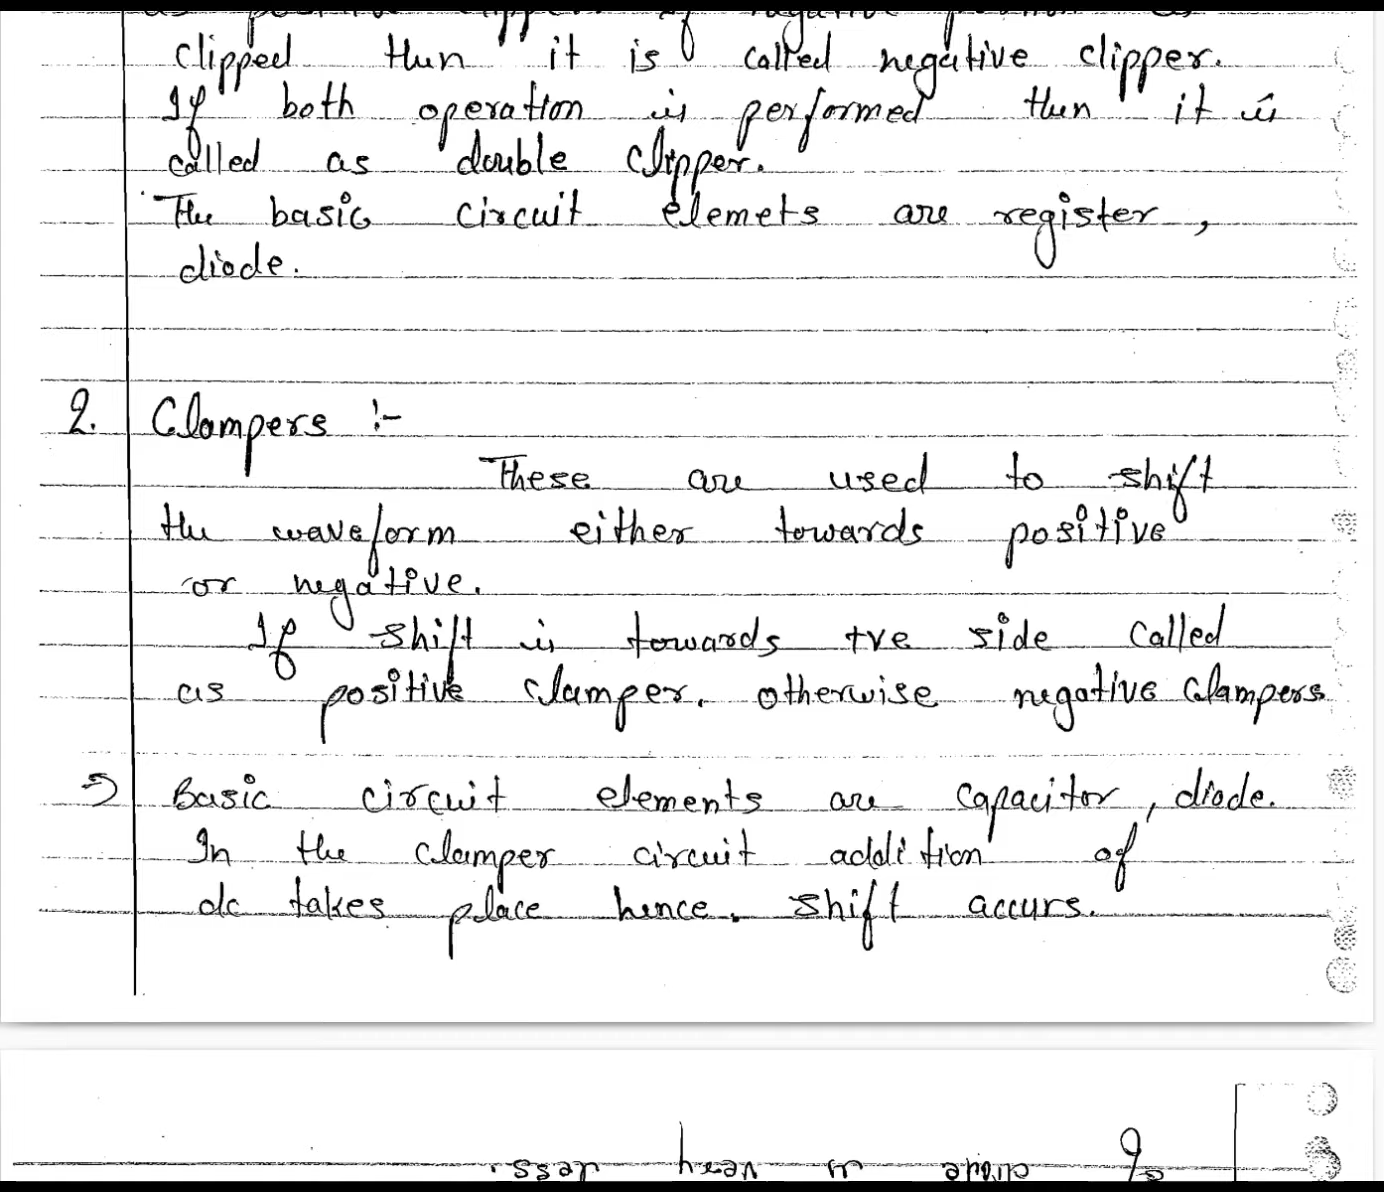 clipped then it is called negative clipper.
If both operation is performed then it is
called as double clipper.
The basic circuit elemets are register,
diode.
2. Clampers :-
These are used to shift
the waveform either towards positive
or negative.
If shift is towards +ve side called
as positive clamper. otherwise negative clampers
⇒ Basic circuit elements are capacitor, diode.
In the clamper circuit addition of
dc takes place hence. shift accurs.